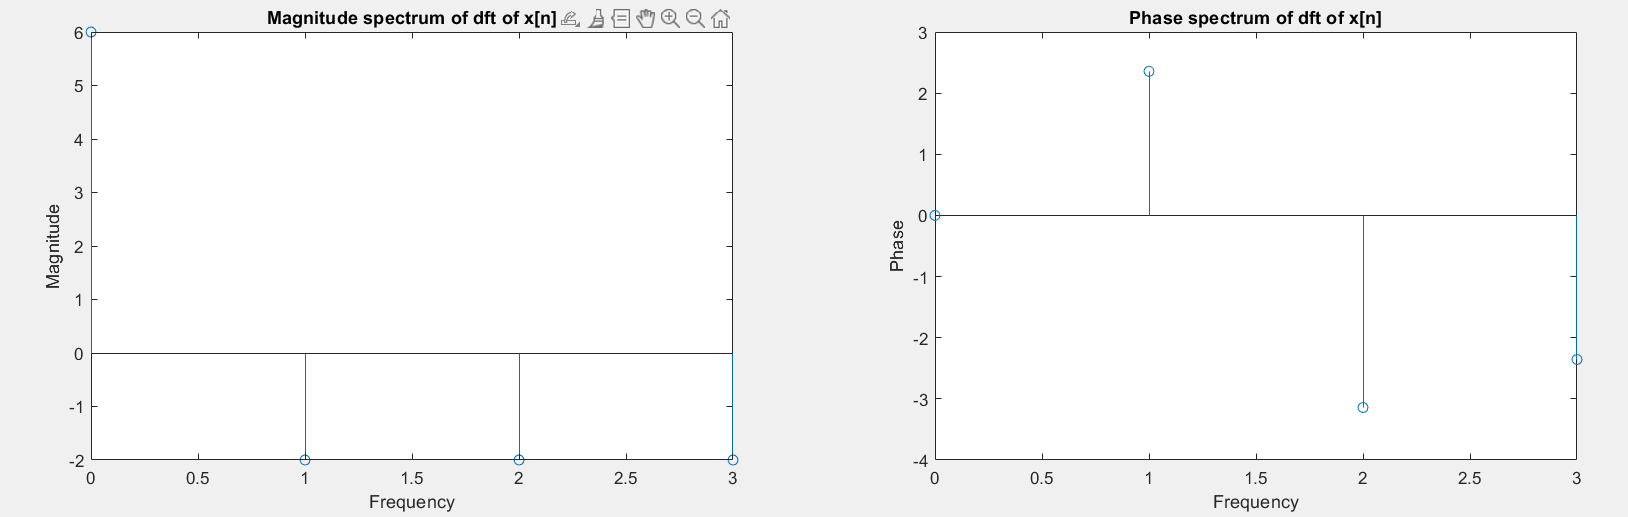 Magnitude spectrum of dft of x[n]
6
5
4
3
2
1
0
-1
-2
0 0.5 1 1.5 2 2.5 3
Magnitude
Frequency
Phase spectrum of dft of x[n]
3
2
1
0
-1
-2
-3
-4
0 0.5 1 1.5 2 2.5 3
Phase
Frequency